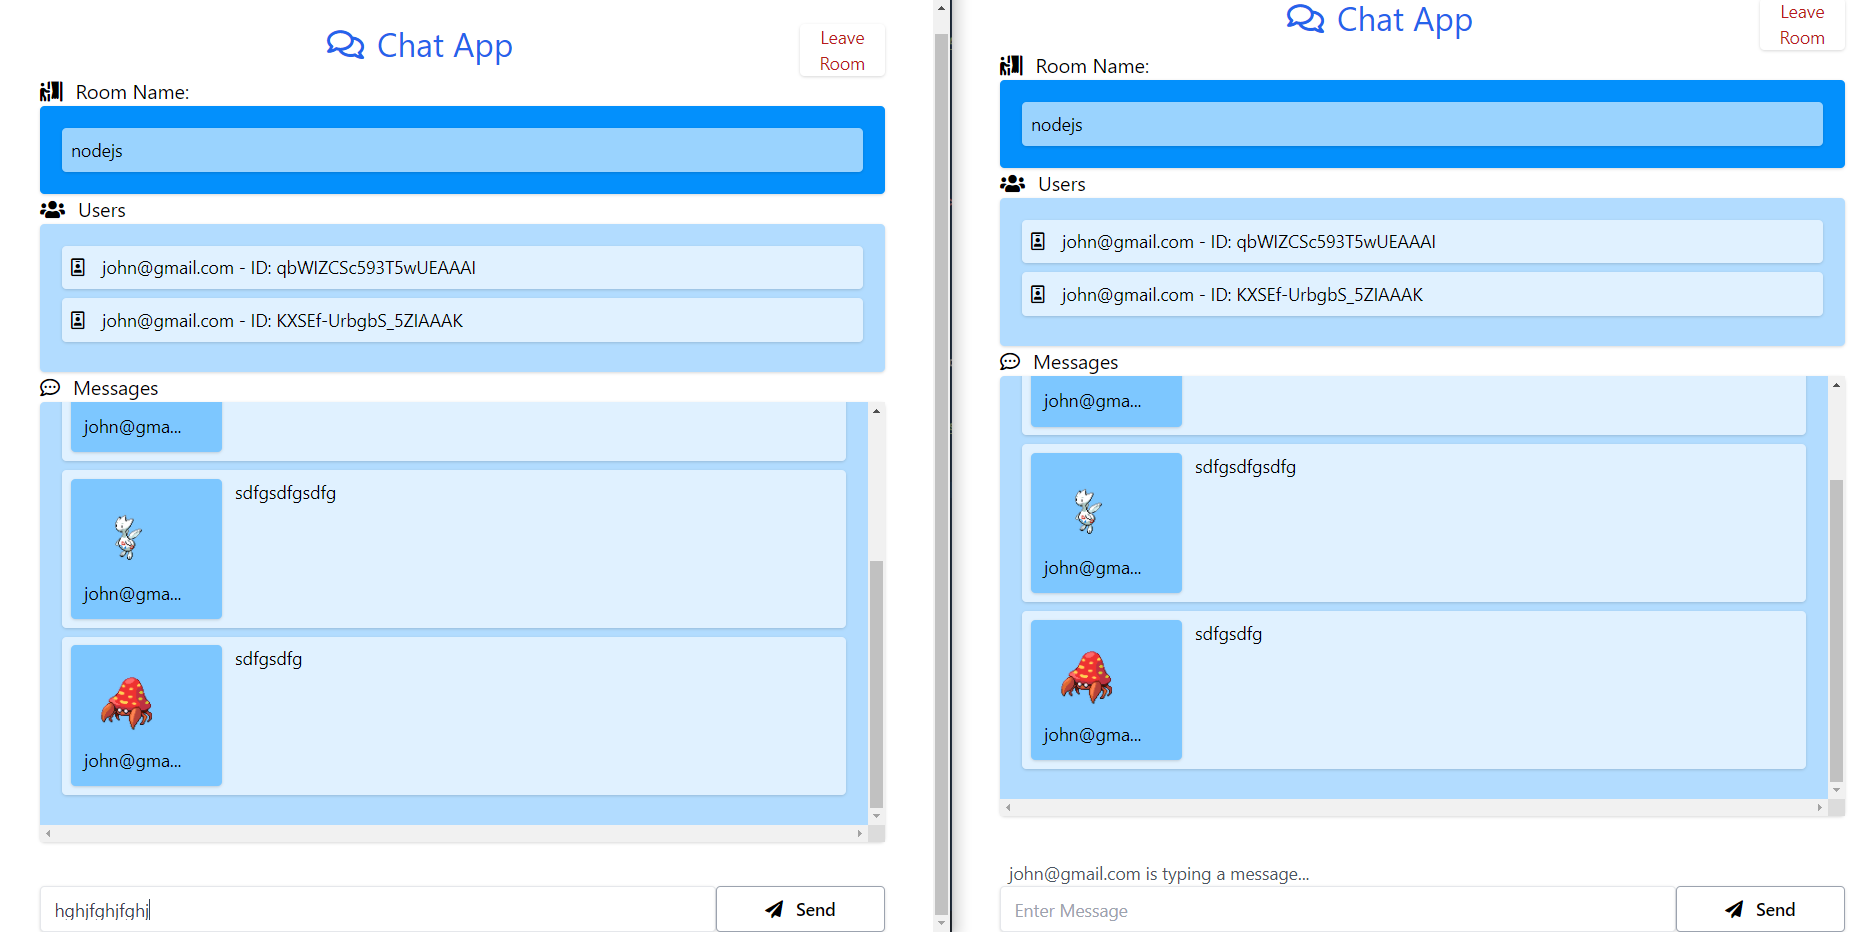 Chat App
Leave
Room
Room Name:
nodejs
Users
john@gmail.com - ID: qbWIZCSc593T5wUEAAAI
john@gmail.com - ID: KXSEf-UrbgbS_5ZIAAAK
Messages
john@gma...
sdfgsdfgsdfg
john@gma...
sdfgsdfg
john@gma...
hghjfghjfghj
Send
Chat App
Leave
Room
Room Name:
nodejs
Users
john@gmail.com - ID: qbWIZCSc593T5wUEAAAI
john@gmail.com - ID: KXSEf-UrbgbS_5ZIAAAK
Messages
john@gma...
sdfgsdfgsdfg
john@gma...
sdfgsdfg
john@gma...
john@gmail.com is typing a message...
Enter Message
Send